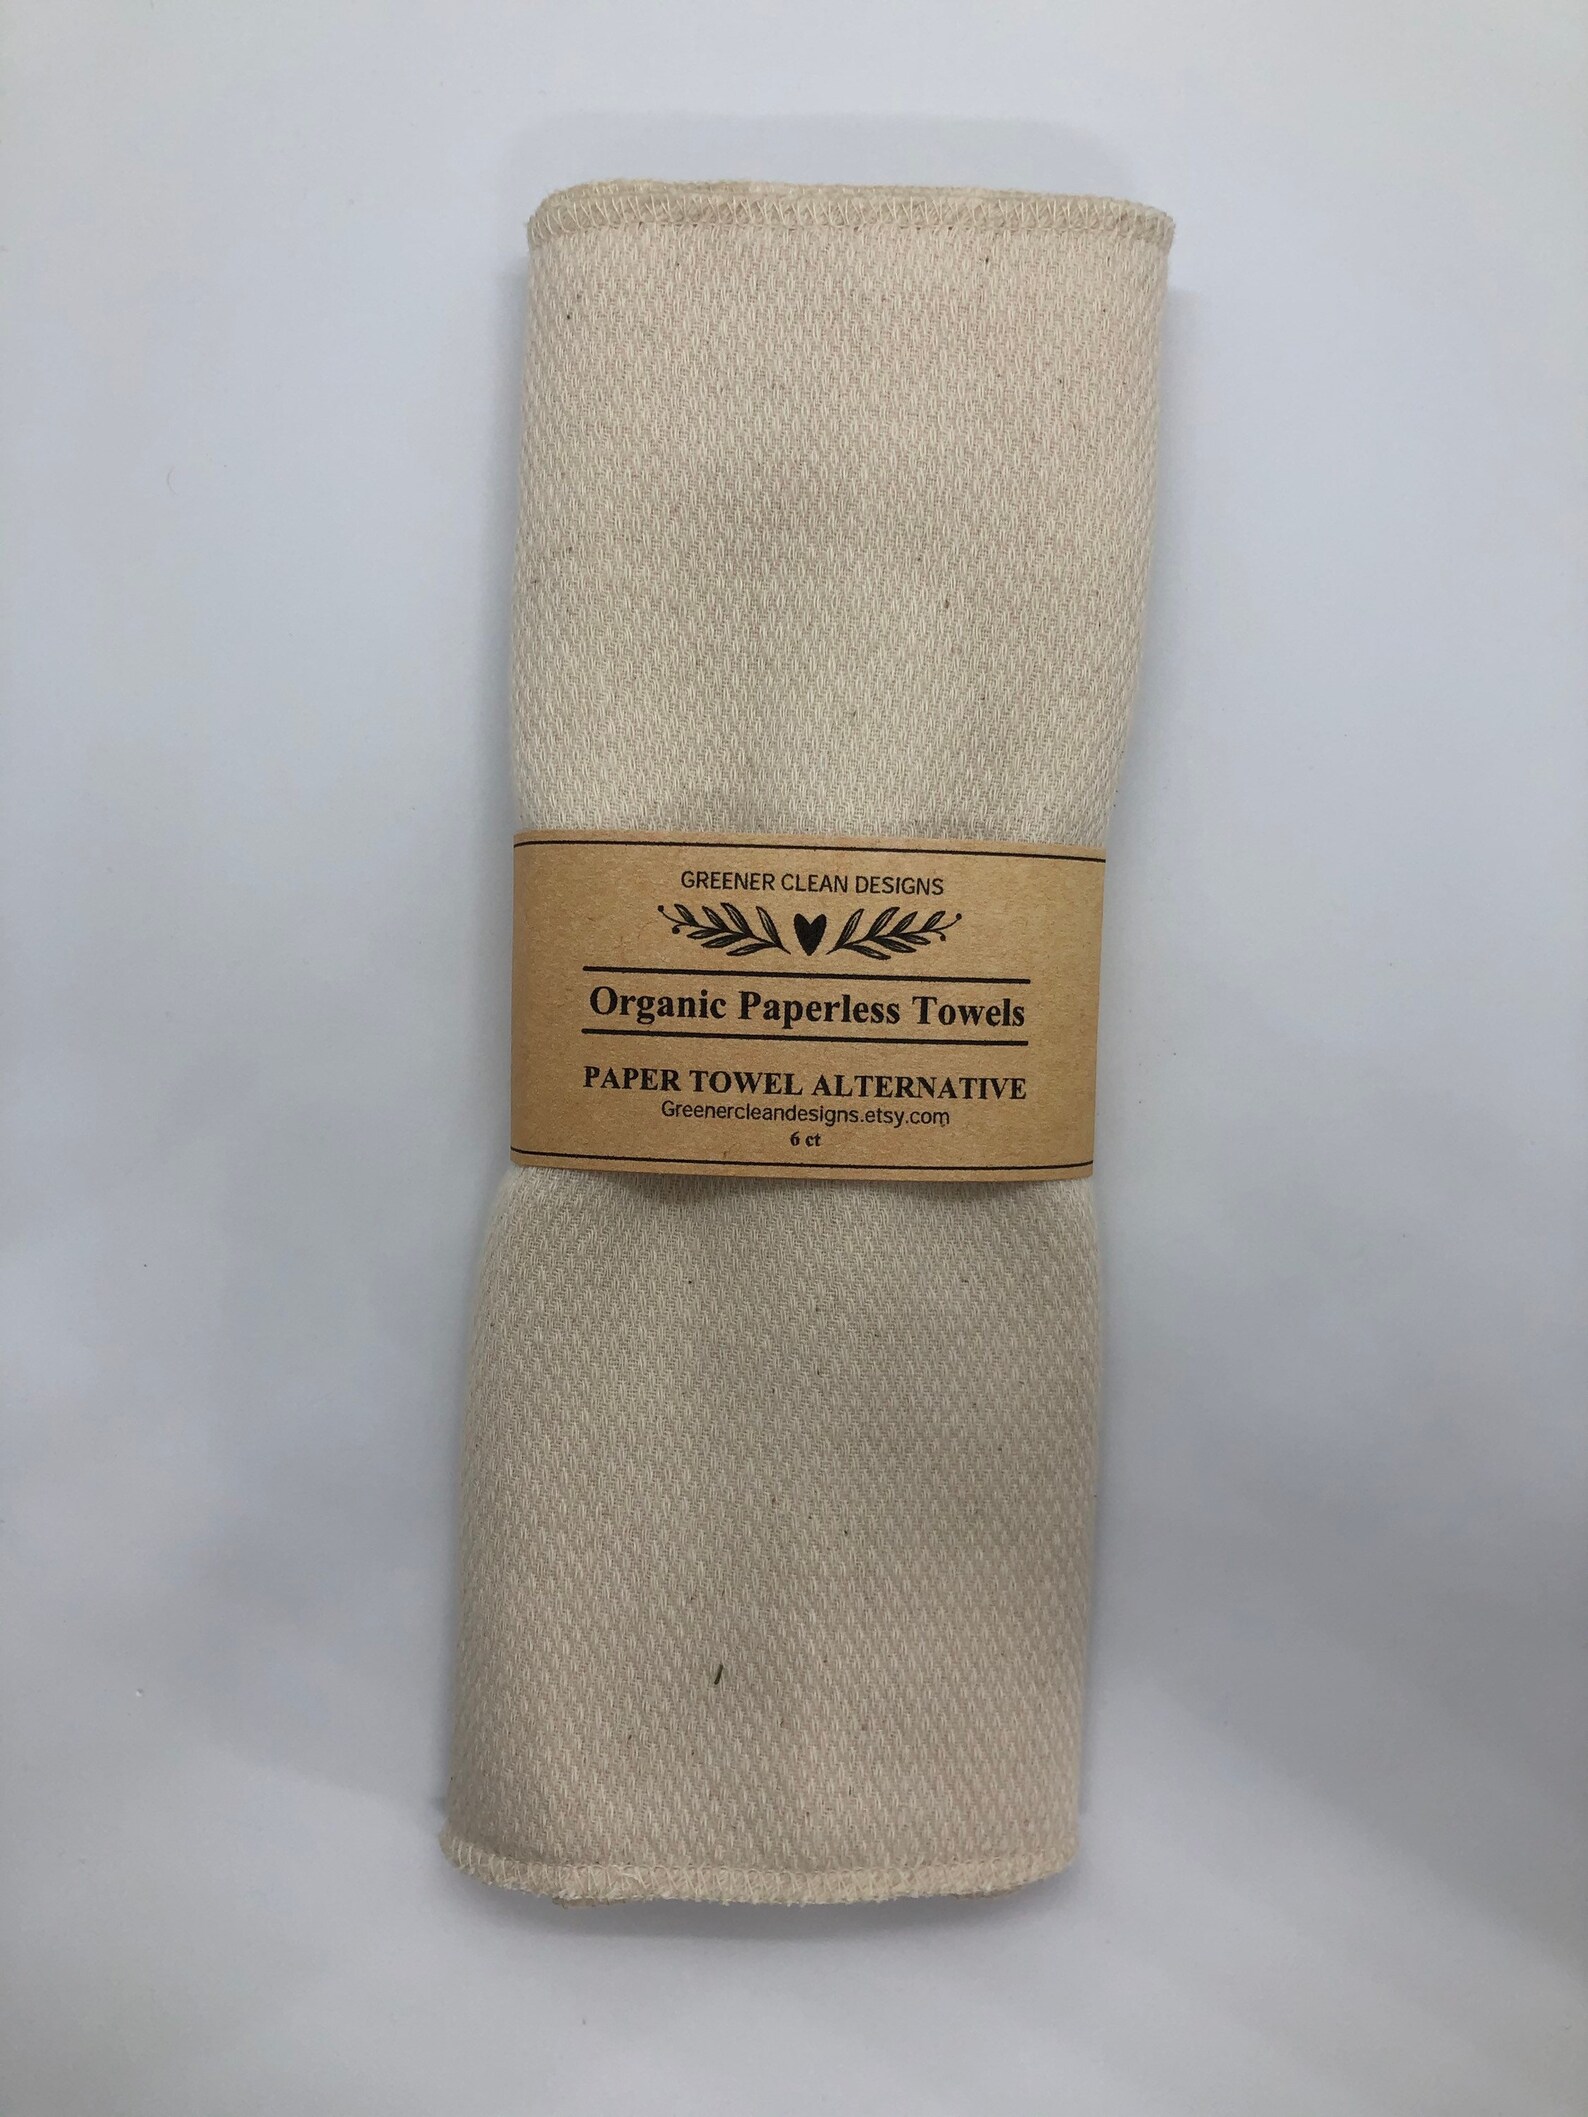 GREENER CLEAN DESIGNS
Organic Paperless Towels
PAPER TOWEL ALTERNATIVE
Greenercleandesigns.etsy.com
6 ct